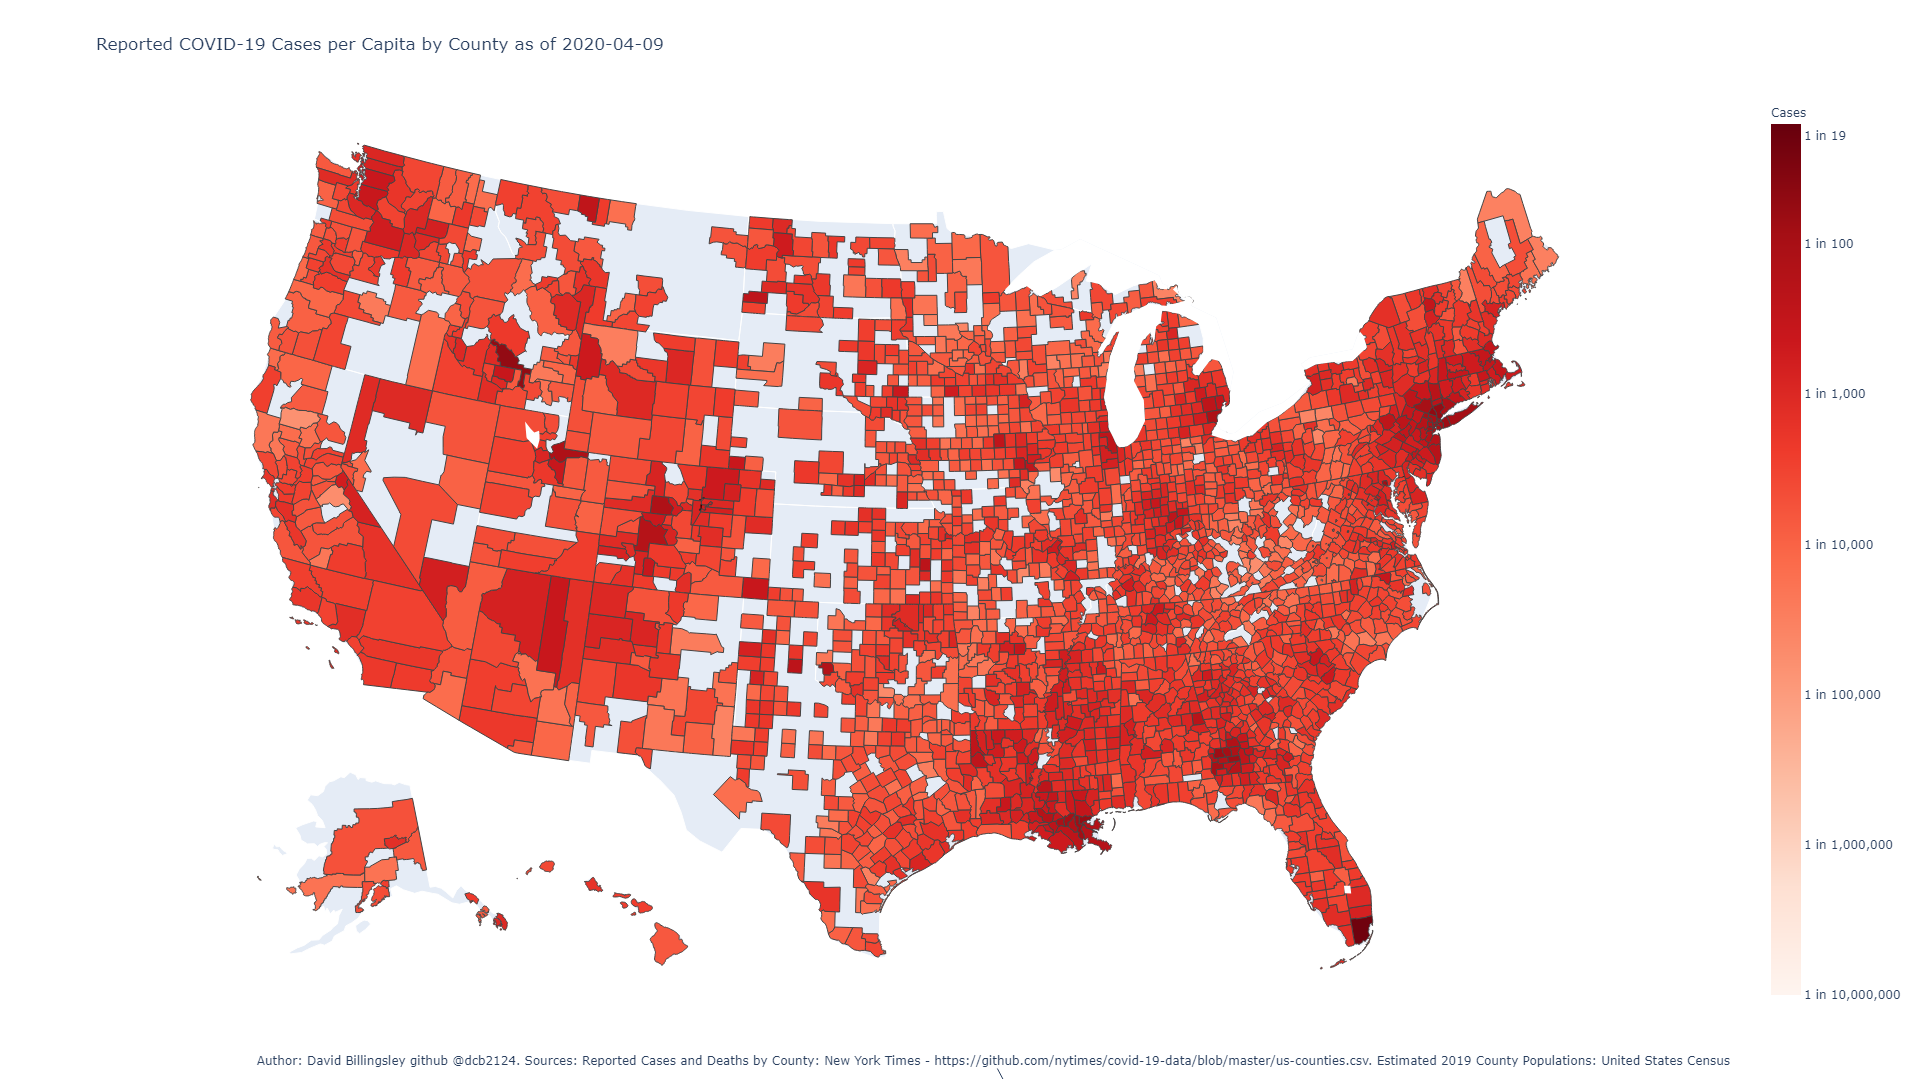 Reported COVID-19 Cases per Capita by County as of 2020-04-09
Cases
1 in 19
1 in 100
1 in 1,000
1 in 10,000
1 in 100,000
1 in 1,000,000
1 in 10,000,000
Author: David Billingsley github @dcb2124. Sources: Reported Cases and Deaths by County: New York Times - https://github.com/nytimes/covid-19-data/blob/master/us-counties.csv. Estimated 2019 County Populations: United States Census